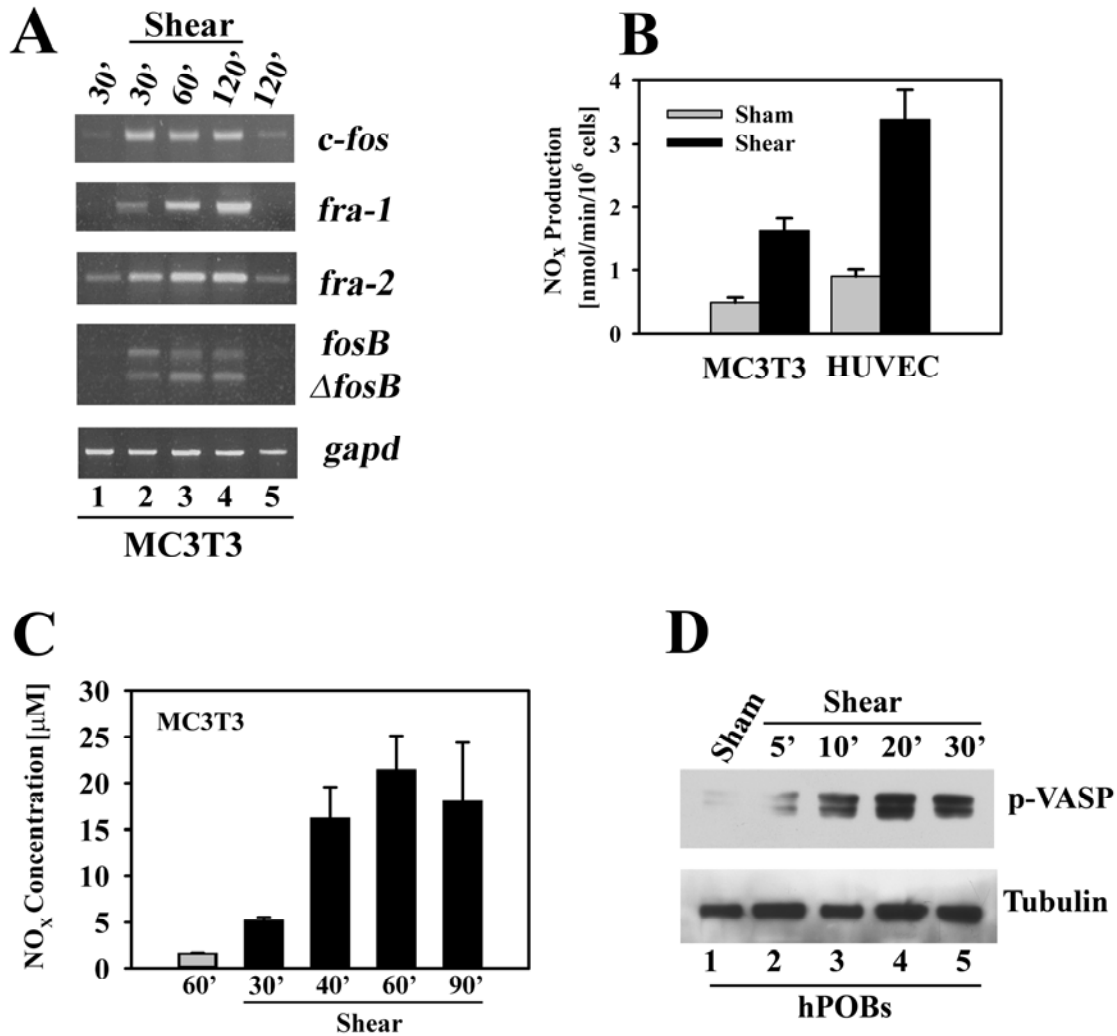 A
Shear
30’ 30’ 60’ 120’ 120’
c-fos
fra-1
fra-2
fosB
ΔfosB
gapd
1 2 3 4 5
MC3T3
B
4
3
2
1
0
NOX Production
[nmol/min/10⁶ cells]
Sham
Shear
MC3T3 HUVEC
C
30
25
20
15
10
5
0
NOX Concentration [μM]
MC3T3
60’ 30’ 40’ 60’ 90’
Shear
D
Sham
Shear
5’ 10’ 20’ 30’
p-VASP
Tubulin
1 2 3 4 5
hPOBs